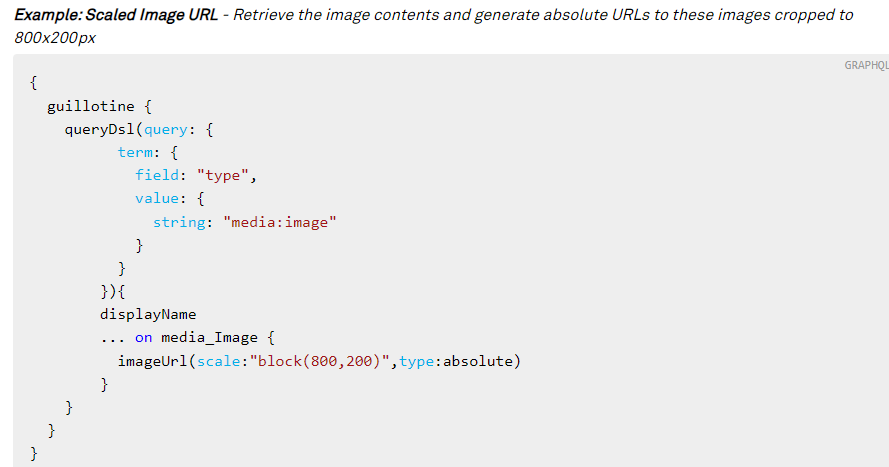 Example: Scaled Image URL - Retrieve the image contents and generate absolute URLs to these images cropped to
800x200px
GRAPHQL
{
  guillotine {
    queryDsl(query: {
          term: {
            field: "type",
            value: {
              string: "media:image"
            }
          }
        }){
        displayName
        ... on media_Image {
          imageUrl(scale:"block(800,200)",type:absolute)
        }
    }
  }
}